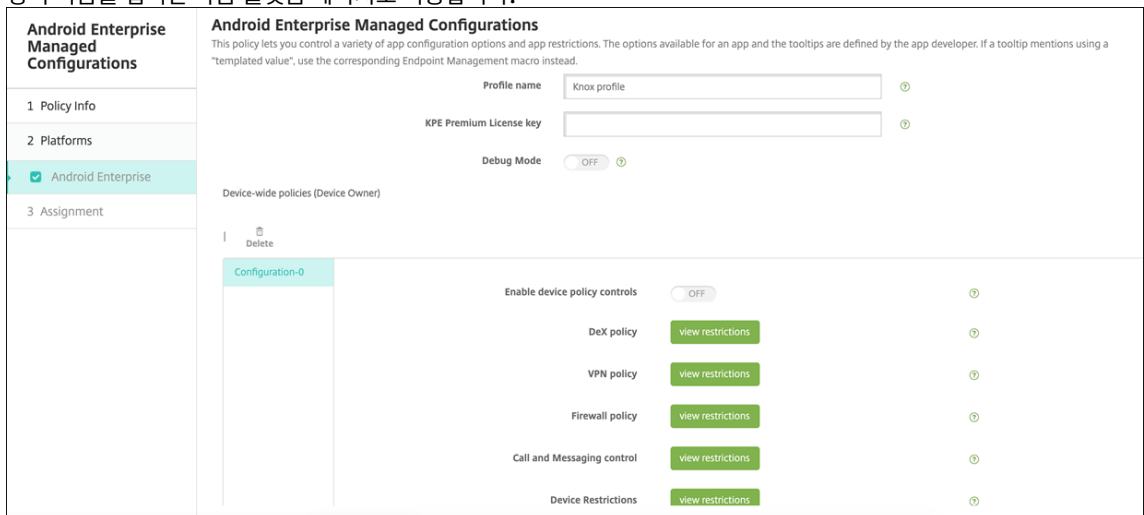 Android Enterprise
Managed
Configurations
1 Policy Info
2 Platforms
Android Enterprise
3 Assignment
Android Enterprise Managed Configurations
This policy lets you control a variety of app configuration options and app restrictions. The options available for an app and the tooltips are defined by the app developer. If a tooltip mentions using a
"templated value", use the corresponding Endpoint Management macro instead.
Profile name Knox profile
KPE Premium License key
Debug Mode OFF
Device-wide policies (Device Owner)
Delete
Configuration-0
Enable device policy controls OFF
DeX policy view restrictions
VPN policy view restrictions
Firewall policy view restrictions
Call and Messaging control view restrictions
Device Restrictions view restrictions